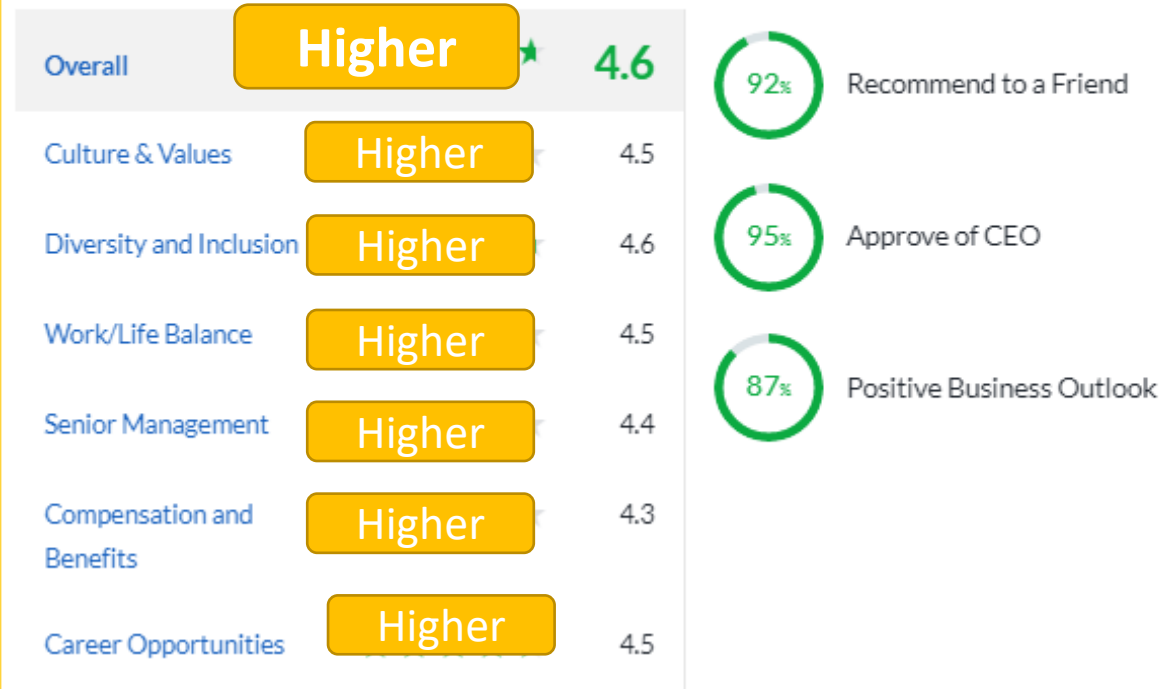 Overall Higher 4.6
Culture & Values Higher 4.5
Diversity and Inclusion Higher 4.6
Work/Life Balance Higher 4.5
Senior Management Higher 4.4
Compensation and
Benefits Higher 4.3
Career Opportunities Higher 4.5
92% Recommend to a Friend
95% Approve of CEO
87% Positive Business Outlook